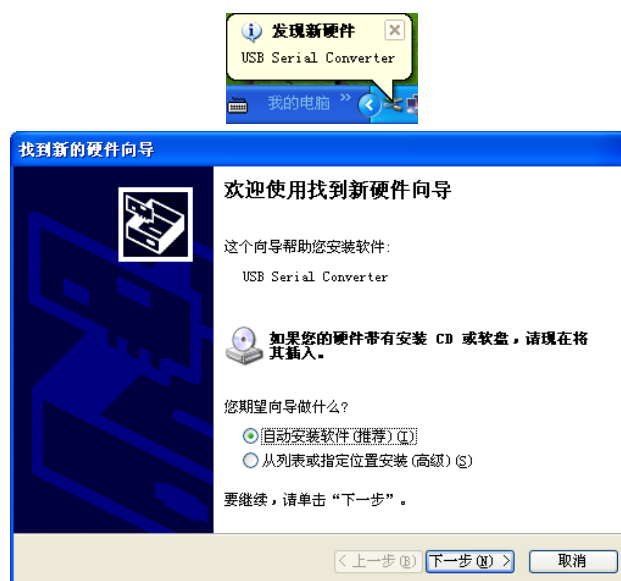 发现新硬件
USB Serial Converter
我的电脑 »
找到新的硬件向导
欢迎使用找到新硬件向导
这个向导帮助您安装软件:
USB Serial Converter
如果您的硬件带有安装 CD 或软盘，请现在将
其插入。
您期望向导做什么?
自动安装软件(推荐)(I)
从列表或指定位置安装(高级)(S)
要继续，请单击“下一步”。
< 上一步(B) 下一步(N) > 取消